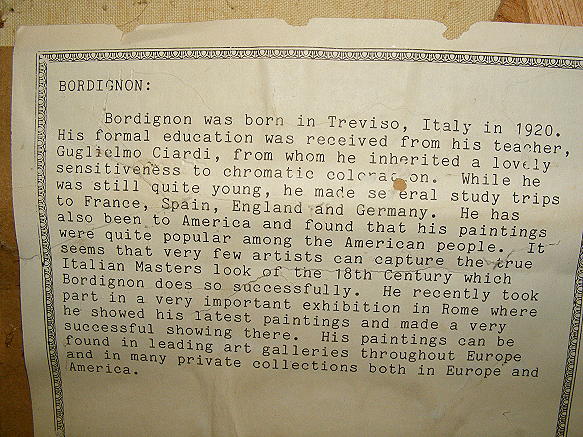 BORDIGNON:
Bordignon was born in Treviso, Italy in 1920.
His formal education was received from his teacher,
Guglielmo Ciardi, from whom he inherited a lovely
sensitiveness to chromatic coloration. While he
was still quite young, he made several study trips
to France, Spain, England and Germany. He has
also been to America and found that his paintings
were quite popular among the American people. It
seems that very few artists can capture the true
Italian Masters look of the 18th Century which
Bordignon does so successfully. He recently took
part in a very important exhibition in Rome where
he showed his latest paintings and made a very
successful showing there. His paintings can be
found in leading art galleries throughout Europe
and in many private collections both in Europe and
America.